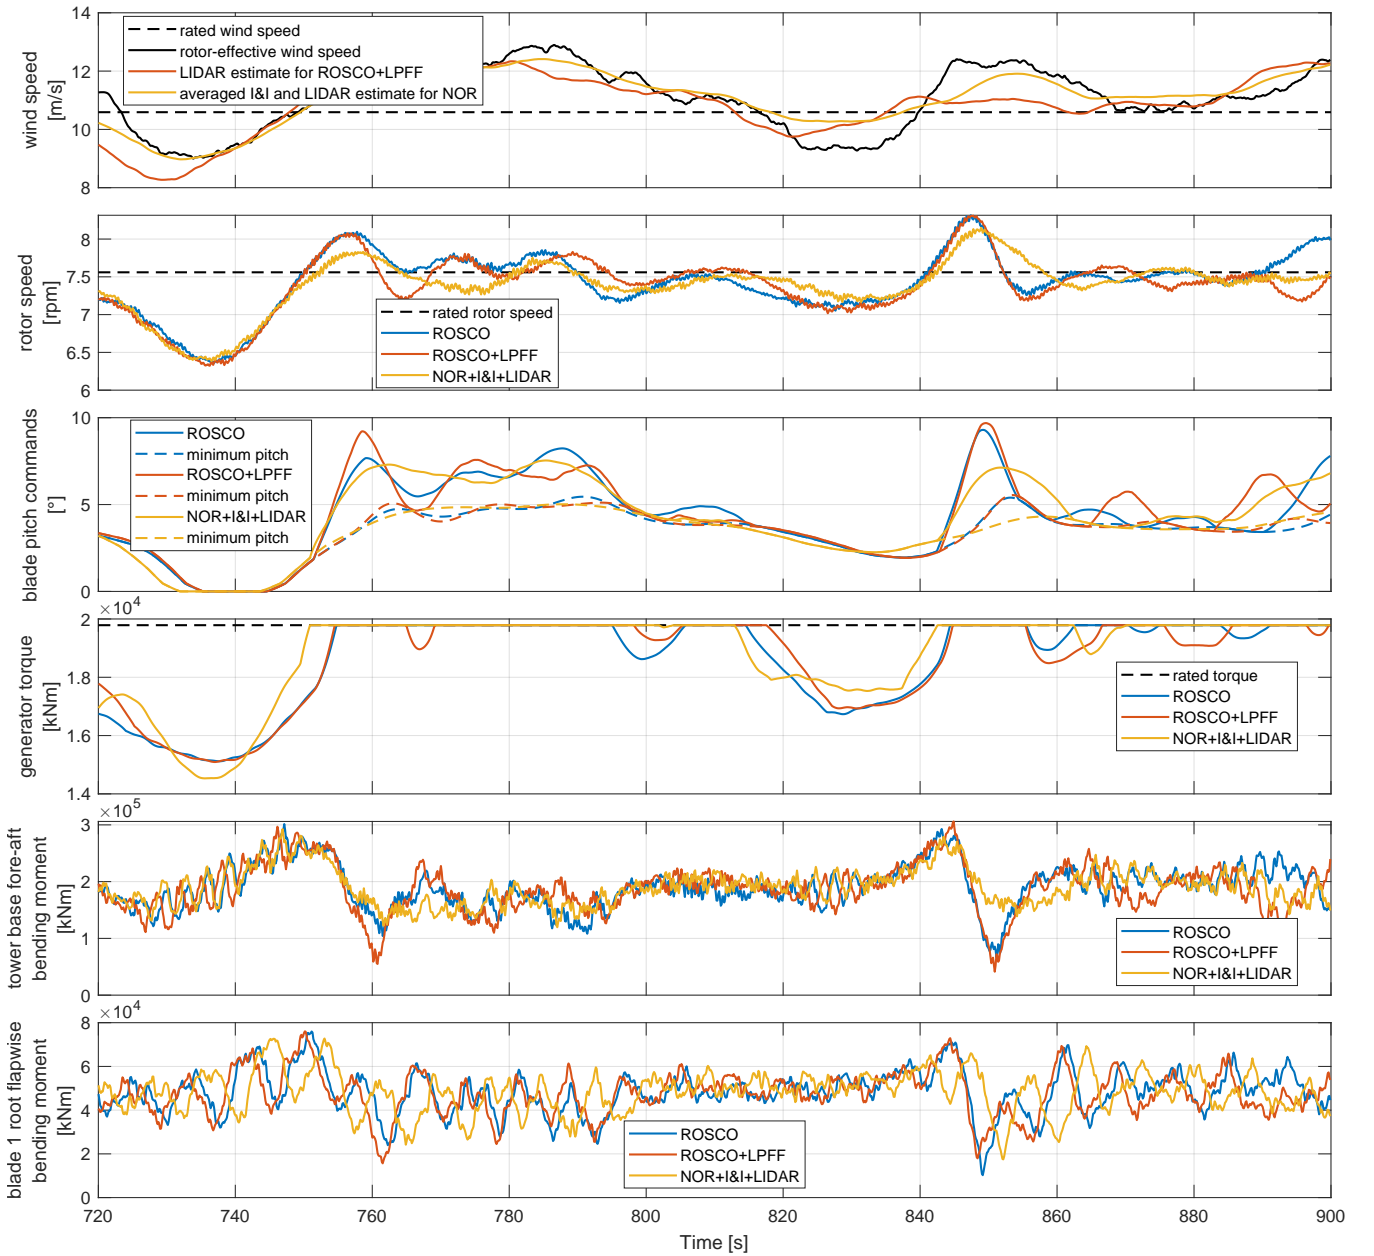 14
12
10
8
wind speed
[m/s]
rated wind speed
rotor-effective wind speed
LIDAR estimate for ROSCO+LPFF
averaged I&I and LIDAR estimate for NOR
8
7.5
7
6.5
6
rotor speed
[rpm]
rated rotor speed
ROSCO
ROSCO+LPFF
NOR+I&I+LIDAR
10
5
0
blade pitch commands
[°]
ROSCO
minimum pitch
ROSCO+LPFF
minimum pitch
NOR+I&I+LIDAR
minimum pitch
×10⁴
2
1.8
1.6
1.4
generator torque
[kNm]
rated torque
ROSCO
ROSCO+LPFF
NOR+I&I+LIDAR
×10⁵
3
2
1
0
tower base fore-aft
bending moment
[kNm]
ROSCO
ROSCO+LPFF
NOR+I&I+LIDAR
×10⁴
8
6
4
2
0
blade 1 root flapwise
bending moment
[kNm]
ROSCO
ROSCO+LPFF
NOR+I&I+LIDAR
720 740 760 780 800 820 840 860 880 900
Time [s]